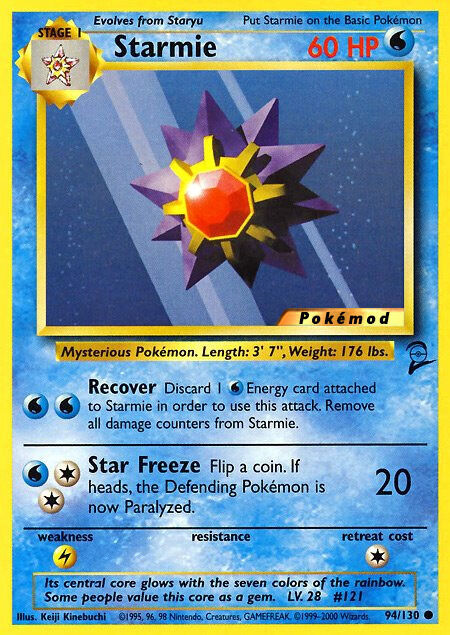 Evolves from Staryu Put Starmie on the Basic Pokémon
STAGE 1 Starmie 60 HP
Pokémod
Mysterious Pokémon. Length: 3' 7", Weight: 176 lbs.
Recover Discard 1 Energy card attached
to Starmie in order to use this attack. Remove
all damage counters from Starmie.
Star Freeze Flip a coin. If
heads, the Defending Pokémon is
now Paralyzed.
20
weakness resistance retreat cost
Its central core glows with the seven colors of the rainbow.
Some people value this core as a gem. LV. 28 #121
Illus. Keiji Kinebuchi ©1995, 96, 98 Nintendo, Creatures, GAMEFREAK. ©1999-2000 Wizards. 94/130